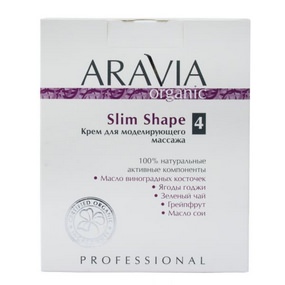 ARAVIA
organic
Slim Shape 4
Крем для моделирующего
массажа
100% натуральные
активные компоненты
• Масло виноградных косточек
• Ягоды годжи
• Зеленый чай
• Грейпфрут
• Масло сои
PROFESSIONAL